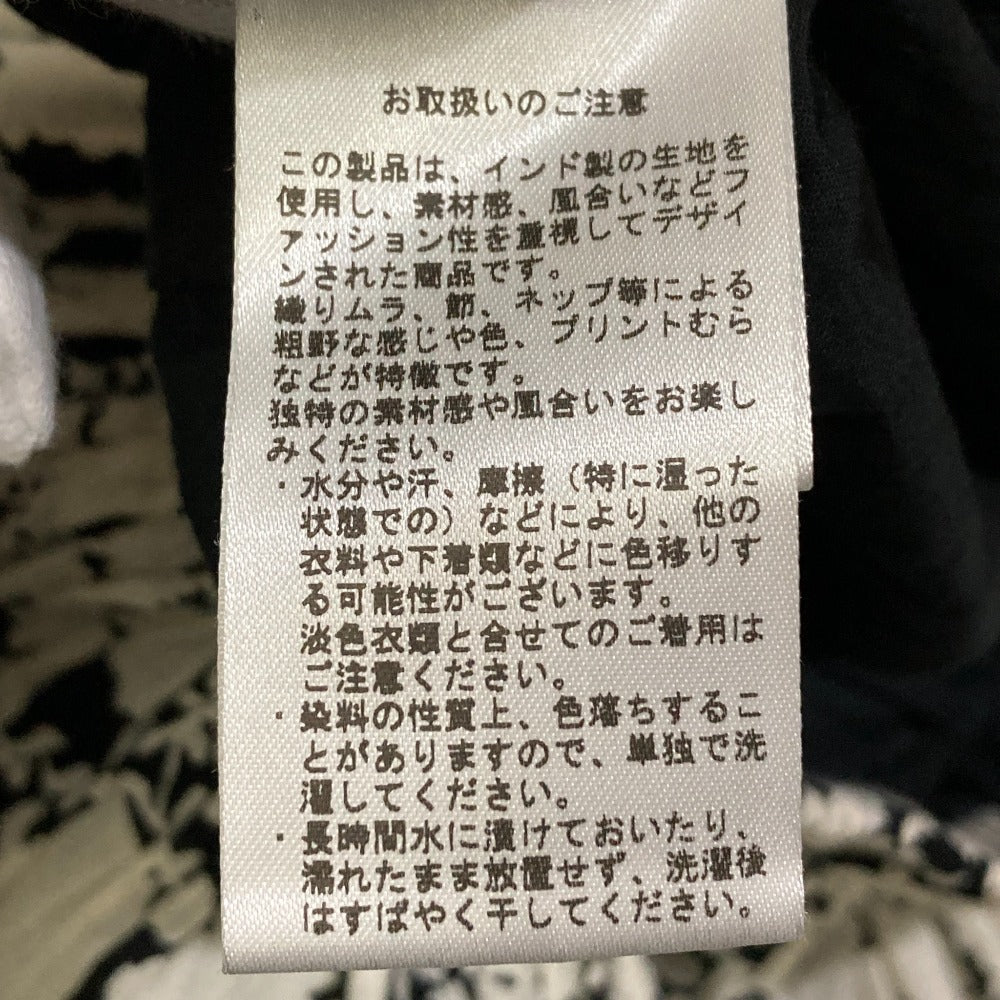 お取扱いのご注意
この製品は、インド製の生地を
使用し、素材感、風合いなどフ
ァッション性を重視してデザイ
ンされた商品です。
織りムラ、節、ネップ等による
粗野な感じや色、プリントむら
などが特徴です。
独特の素材感や風合いをお楽し
みください。
・水分や汗、摩擦（特に湿った
状態での）などにより、他の
衣料や下着類などに色移りす
る可能性がございます。
淡色衣類と合せてのご着用は
ご注意ください。
・染料の性質上、色落ちするこ
とがありますので、単独で洗
濯してください。
・長時間水に漬けておいたり、
濡れたまま放置せず、洗濯後
はすばやく干してください。